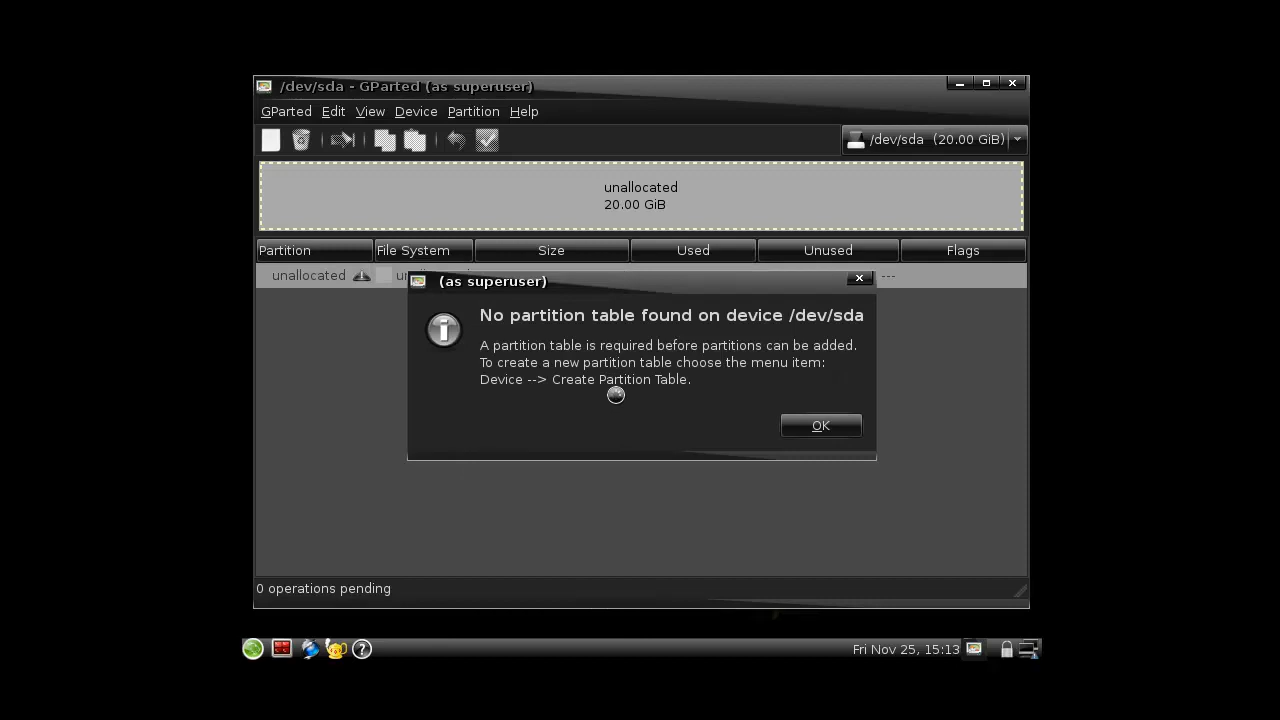 /dev/sda - GParted (as superuser)
GParted Edit View Device Partition Help
/dev/sda (20.00 GiB)
unallocated
20.00 GiB
Partition File System Size Used Unused Flags
unallocated ---
(as superuser)
No partition table found on device /dev/sda
A partition table is required before partitions can be added.
To create a new partition table choose the menu item:
Device --> Create Partition Table.
OK
0 operations pending
Fri Nov 25, 15:13